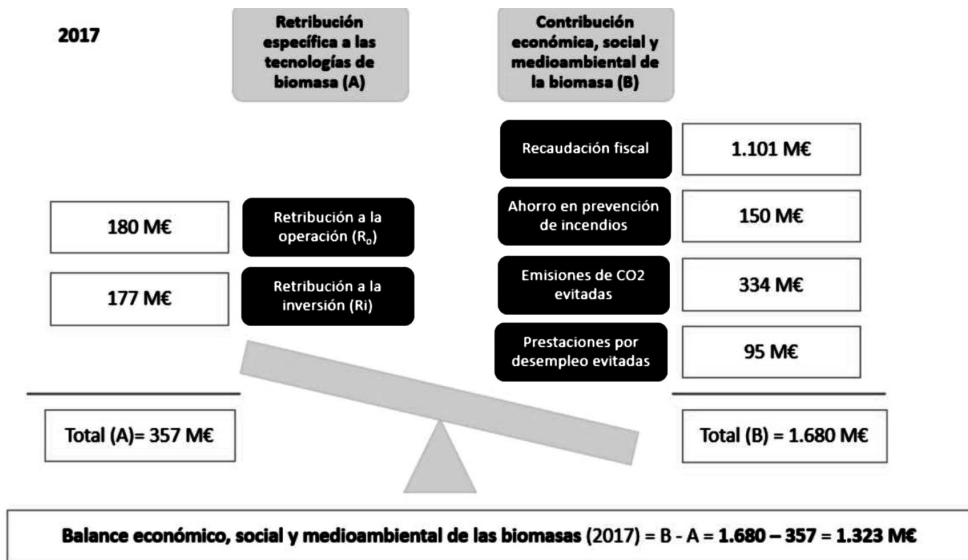 2017
Retribución
específica a las
tecnologías de
biomasa (A)
Contribución
económica, social y
medioambiental de
la biomasa (B)
Recaudación fiscal
1.101 M€
Ahorro en prevención
de incendios
150 M€
180 M€
Retribución a la
operación (Ro)
Emisiones de CO2
evitadas
334 M€
177 M€
Retribución a la
inversión (Ri)
Prestaciones por
desempleo evitadas
95 M€
Total (A)= 357 M€
Total (B) = 1.680 M€
Balance económico, social y medioambiental de las biomasas (2017) = B - A = 1.680 – 357 = 1.323 M€